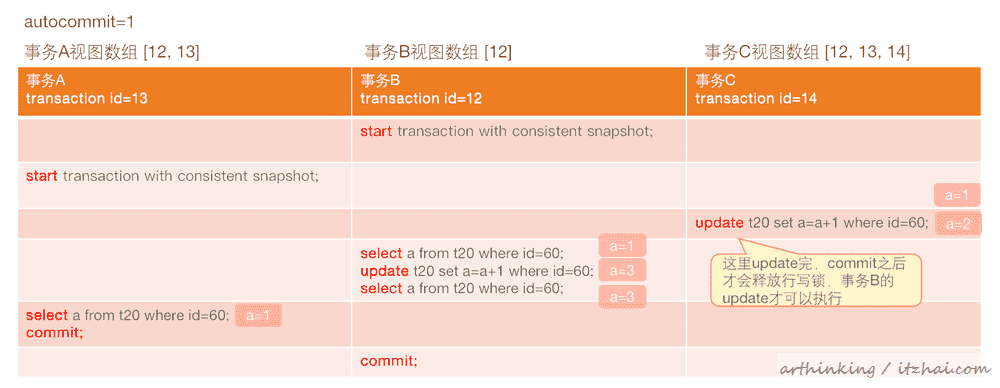 autocommit=1
事务A视图数组 [12, 13]
事务B视图数组 [12]
事务C视图数组 [12, 13, 14]
事务A
transaction id=13
事务B
transaction id=12
事务C
transaction id=14
start transaction with consistent snapshot;
start transaction with consistent snapshot;
a=1
update t20 set a=a+1 where id=60;
a=2
select a from t20 where id=60;
a=1
update t20 set a=a+1 where id=60;
a=3
select a from t20 where id=60;
a=3
这里update完，commit之后
才会释放行写锁，事务B的
update才可以执行
select a from t20 where id=60;
a=1
commit;
commit;
arthinking / itzhai.com